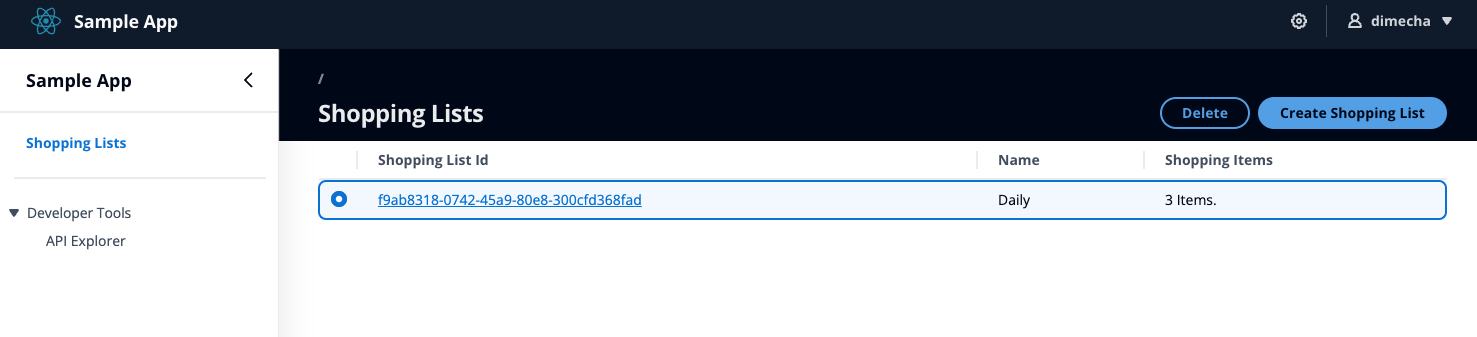 Sample App
dimecha
Sample App
Shopping Lists
Developer Tools
API Explorer
/
Shopping Lists
Delete
Create Shopping List
Shopping List Id Name Shopping Items
f9ab8318-0742-45a9-80e8-300cfd368fad Daily 3 Items.